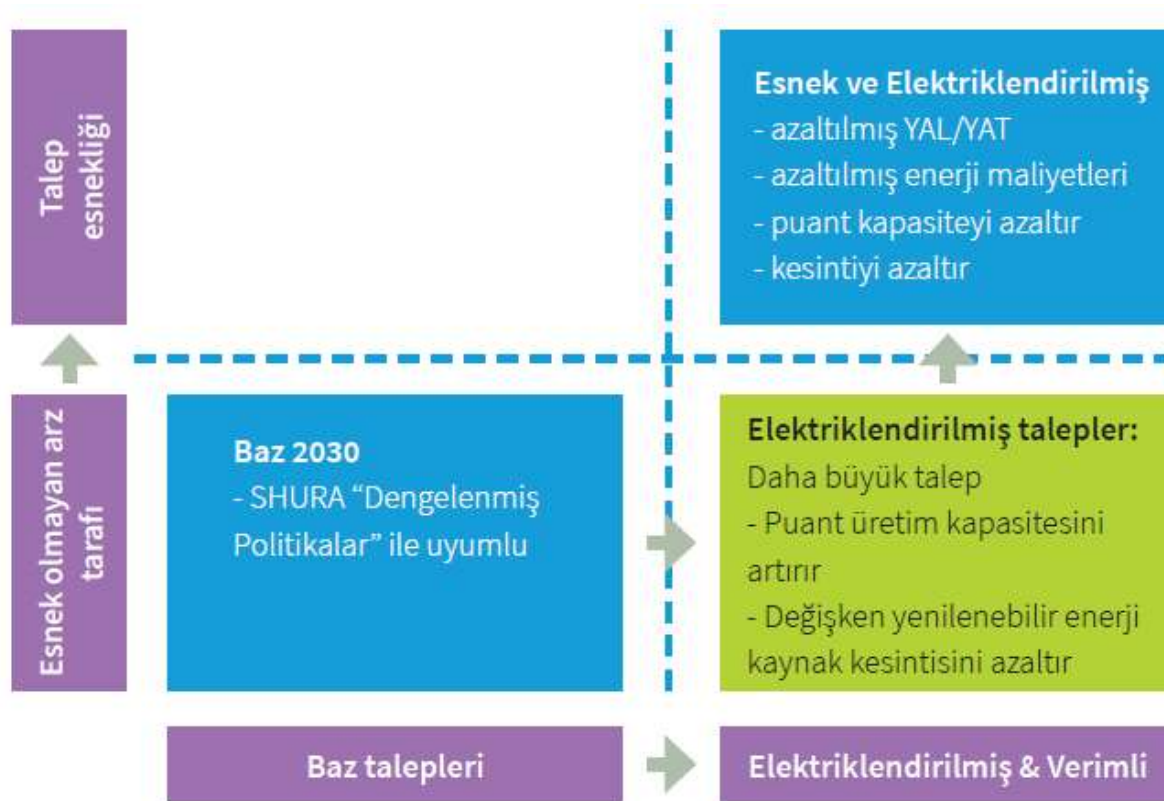 Talep
esnekliği
Esnek ve Elektriklendirilmiş
- azaltılmış YAL/YAT
- azaltılmış enerji maliyetleri
- puant kapasiteyi azaltır
- kesintiyi azaltır
Esnek olmayan arz
tarafı
Baz 2030
- SHURA “Dengelenmiş
Politikalar” ile uyumlu
Elektriklendirilmiş talepler:
Daha büyük talep
- Puant üretim kapasitesini
artırır
- Değişken yenilenebilir enerji
kaynak kesintisini azaltır
Baz talepleri
Elektriklendirilmiş & Verimli